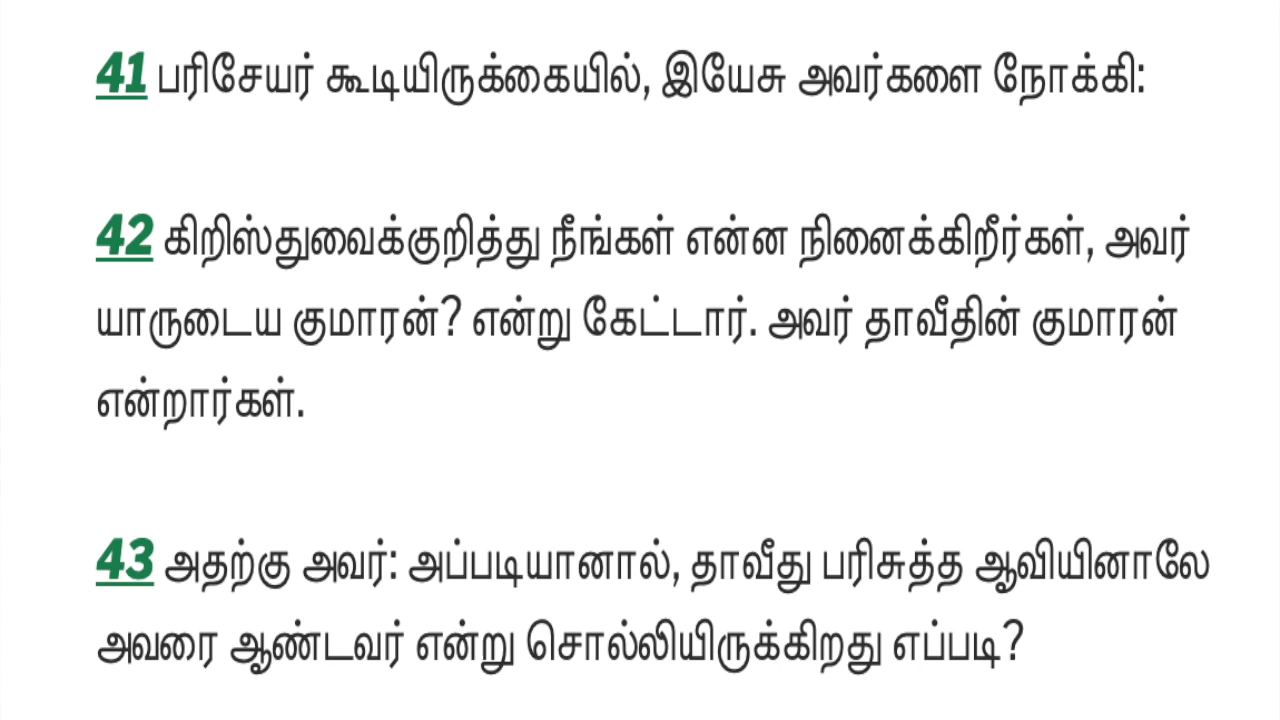 41 பரிசேயர் கூடியிருக்கையில், இயேசு அவர்களை நோக்கி:
42 கிறிஸ்துவைக்குறித்து நீங்கள் என்ன நினைக்கிறீர்கள், அவர்
யாருடைய குமாரன்? என்று கேட்டார். அவர் தாவீதின் குமாரன்
என்றார்கள்.
43 அதற்கு அவர்: அப்படியானால், தாவீது பரிசுத்த ஆவியினாலே
அவரை ஆண்டவர் என்று சொல்லியிருக்கிறது எப்படி?